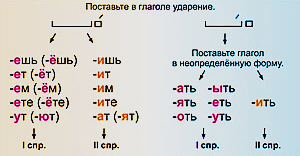 Поставьте в глаголе ударение.
-ешь (-ёшь) -ишь
-ет (-ёт) -ит
-ем (-ём) -им
-ете (-ёте) -ите
-ут (-ют) -ат (-ят)
I спр. II спр.
Поставьте глагол
в неопределённую форму.
-ать -ыть
-ять -еть -ить
-оть -уть
I спр. II спр.